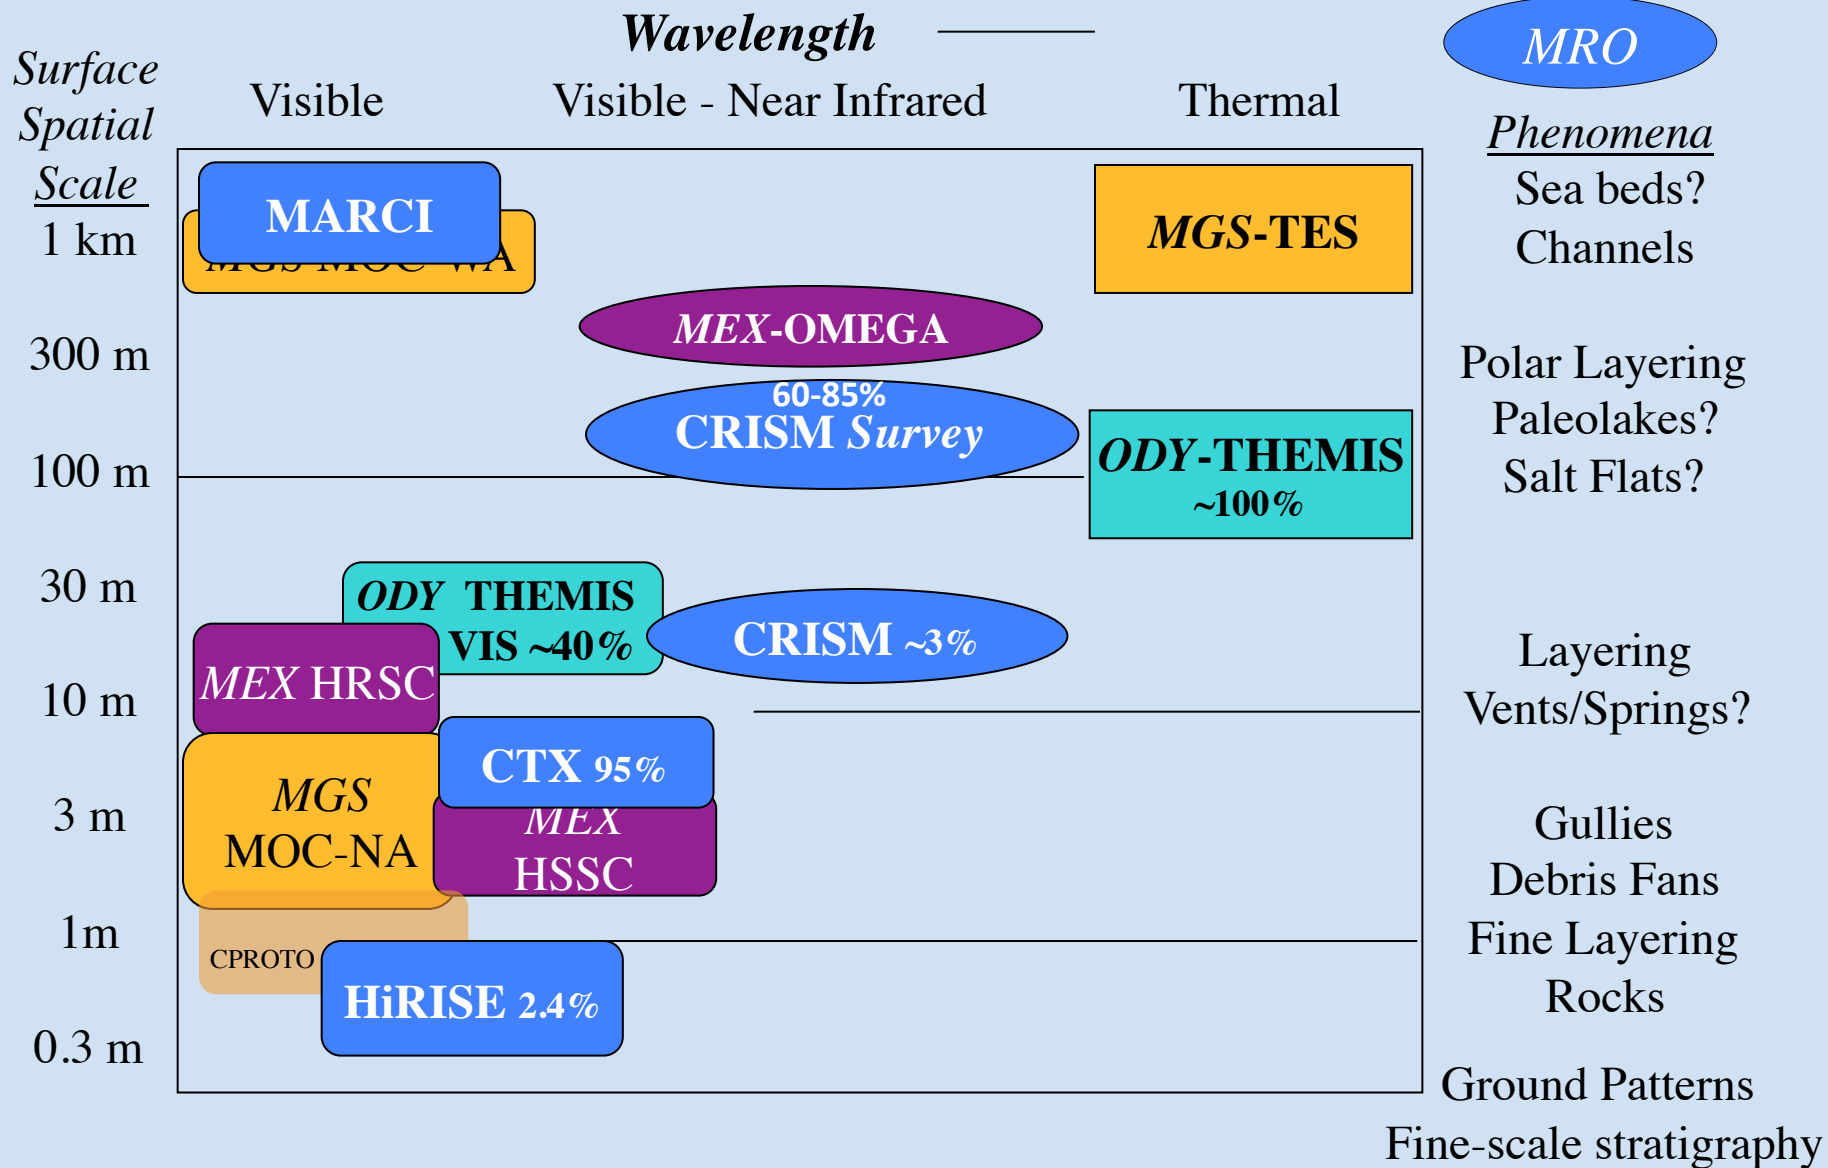 Wavelength
MRO
Surface
Spatial
Scale
Visible
Visible - Near Infrared
Thermal
Phenomena
1 km
300 m
100 m
30 m
10 m
3 m
1m
0.3 m
MARCI
MGS MOC-WA
MGS-TES
MEX-OMEGA
60-85%
CRISM Survey
ODY-THEMIS
~100%
ODY THEMIS
VIS ~40%
CRISM ~3%
MEX HRSC
CTX 95%
MGS
MOC-NA
MEX
HSSC
CPROTO
HiRISE 2.4%
Sea beds?
Channels
Polar Layering
Paleolakes?
Salt Flats?
Layering
Vents/Springs?
Gullies
Debris Fans
Fine Layering
Rocks
Ground Patterns
Fine-scale stratigraphy